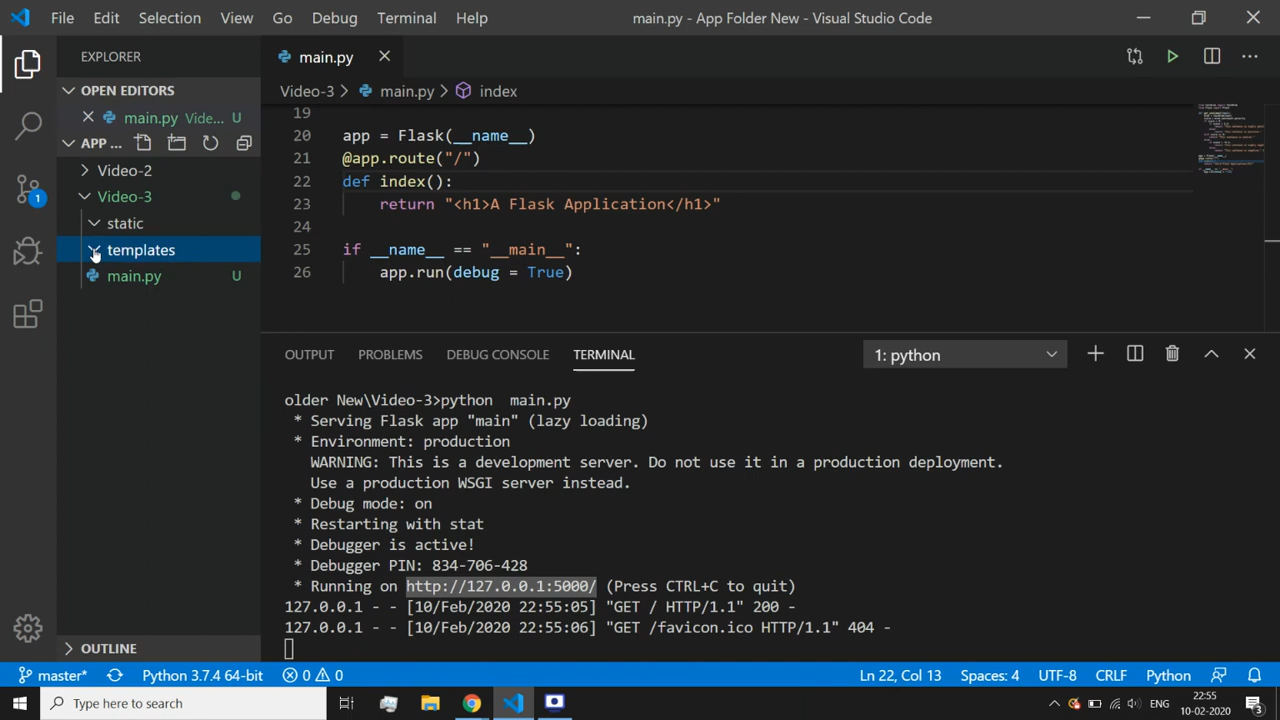 File Edit Selection View Go Debug Terminal Help main.py - App Folder New - Visual Studio Code
EXPLORER
main.py
OPEN EDITORS
Video-3 main.py index
main.py Vide... U
APP ...
Video-2
Video-3
static
templates
main.py U
19
20 app = Flask(__name__)
21 @app.route("/")
22 def index():
23 return "<h1>A Flask Application</h1>"
24
25 if __name__ == "__main__":
26 app.run(debug = True)
OUTPUT PROBLEMS DEBUG CONSOLE TERMINAL 1: python
older New\Video-3>python  main.py
* Serving Flask app "main" (lazy loading)
* Environment: production
WARNING: This is a development server. Do not use it in a production deployment.
Use a production WSGI server instead.
* Debug mode: on
* Restarting with stat
* Debugger is active!
* Debugger PIN: 834-706-428
* Running on http://127.0.0.1:5000/ (Press CTRL+C to quit)
127.0.0.1 - - [10/Feb/2020 22:55:05] "GET / HTTP/1.1" 200 -
127.0.0.1 - - [10/Feb/2020 22:55:06] "GET /favicon.ico HTTP/1.1" 404 -
1
OUTLINE
master* Python 3.7.4 64-bit 0 0 Ln 22, Col 13 Spaces: 4 UTF-8 CRLF Python
Type here to search ENG 22:55
10-02-2020 3